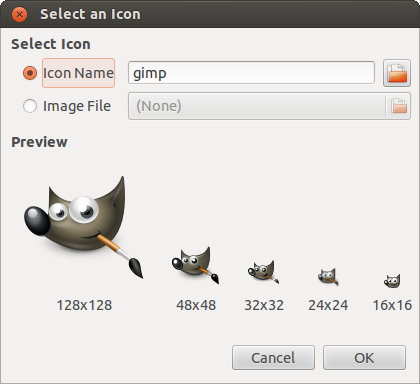 Select an Icon
Select Icon
Icon Name gimp
Image File (None)
Preview
128x128 48x48 32x32 24x24 16x16
Cancel OK